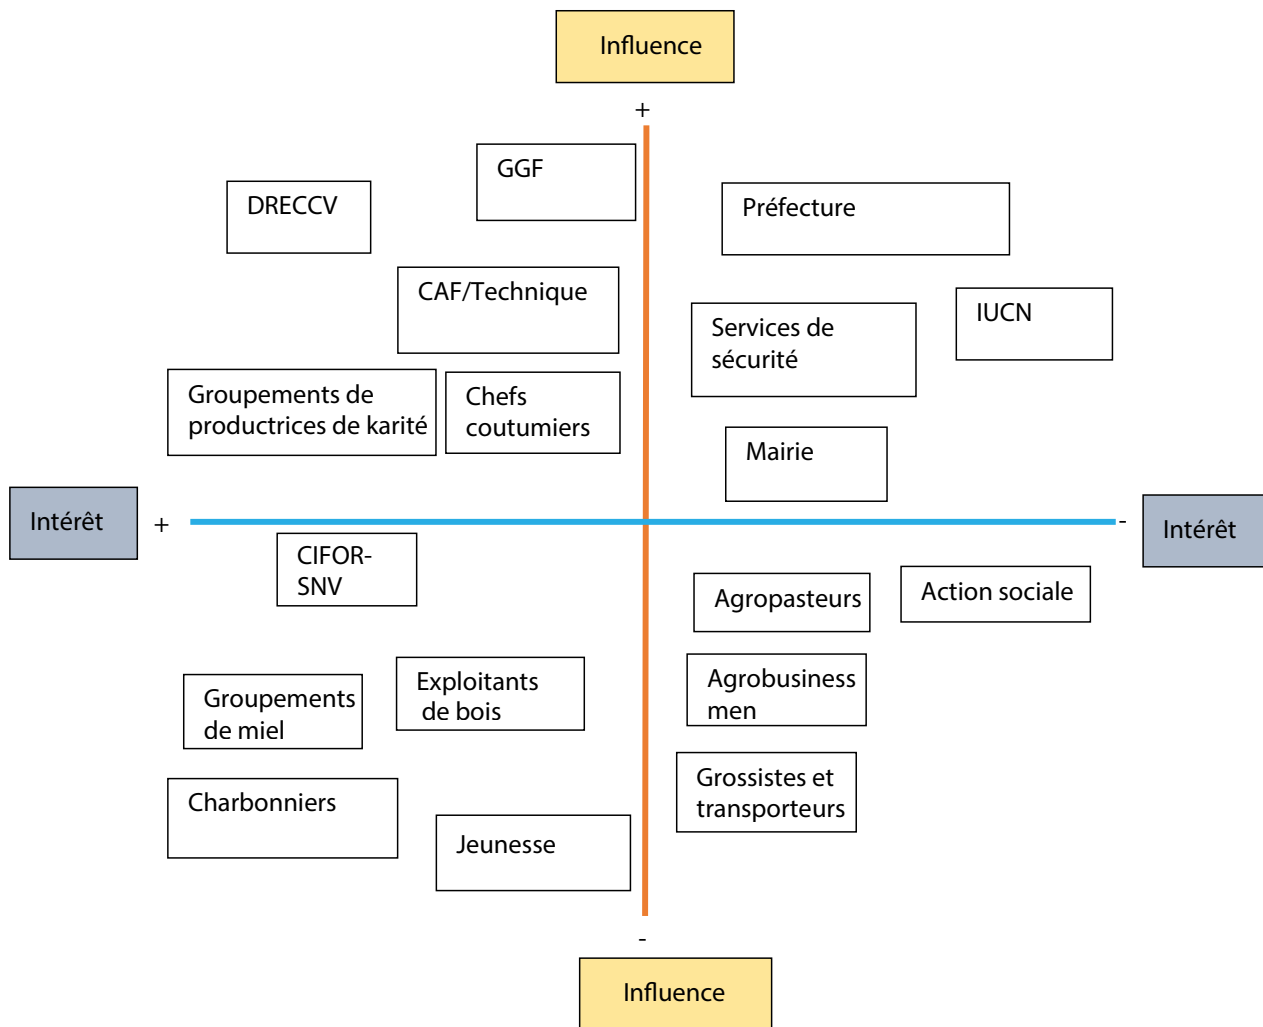 Influence
+
GGF
DRECCV
Préfecture
CAF/Technique
IUCN
Services de
sécurité
Groupements de
productrices de karité
Chefs
coutumiers
Mairie
Intérêt
+
-
Intérêt
CIFOR-
SNV
Agropasteurs
Action sociale
Exploitants
de bois
Groupements
de miel
Agrobusiness
men
Grossistes et
transporteurs
Charbonniers
Jeunesse
-
Influence